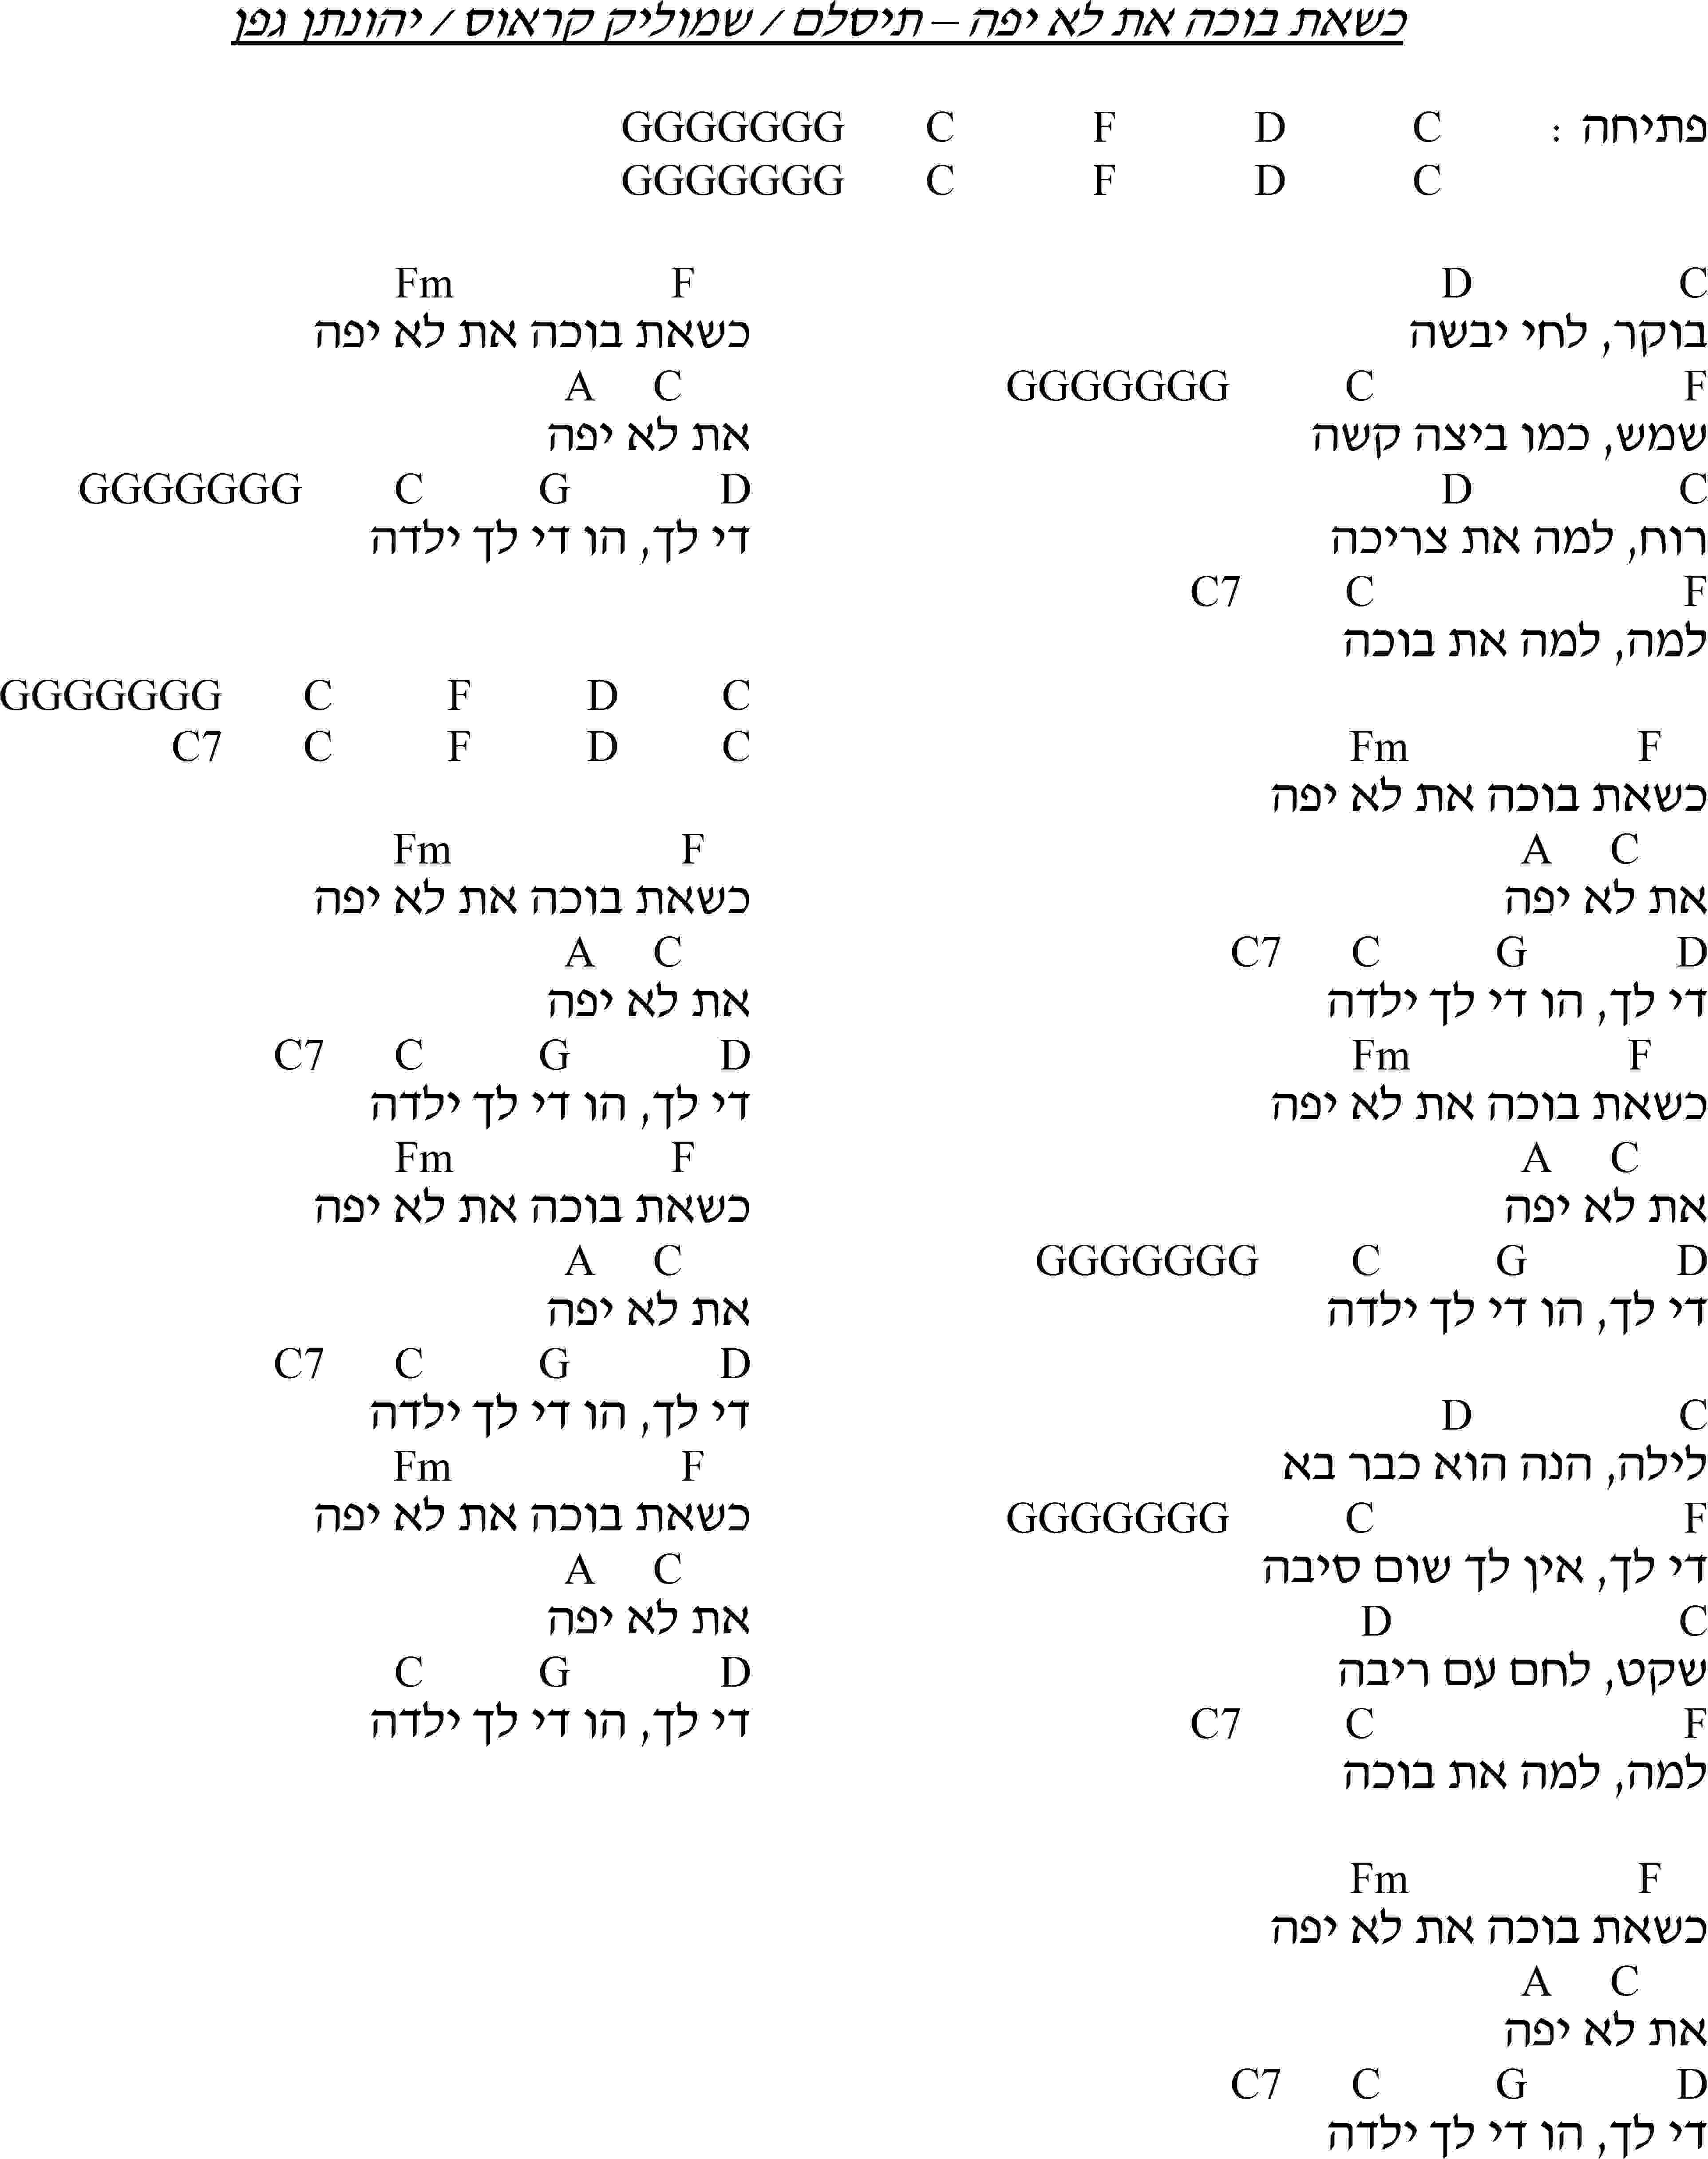 כשאת בוכה את לא יפה – תיסלם / שמוליק קראוס / יהונתן גפן
פתיחה : C D F C GGGGGGG
C D F C GGGGGGG
C D
בוקר, לחי יבשה
F C GGGGGGG
שמש, כמו ביצה קשה
C D
רוח, למה את צריכה
F C C7
למה, למה את בוכה
F Fm
כשאת בוכה את לא יפה
C A
את לא יפה
D G C C7
די לך, הו די לך ילדה
F Fm
כשאת בוכה את לא יפה
C A
את לא יפה
D G C GGGGGGG
די לך, הו די לך ילדה
C D
לילה, הנה הוא כבר בא
F C GGGGGGG
די לך, אין לך שום סיבה
C D
שקט, לחם עם ריבה
F C C7
למה, למה את בוכה
F Fm
כשאת בוכה את לא יפה
C A
את לא יפה
D G C C7
די לך, הו די לך ילדה
F Fm
כשאת בוכה את לא יפה
C A
את לא יפה
D G C GGGGGGG
די לך, הו די לך ילדה
C D F C GGGGGGG
C D F C C7
F Fm
כשאת בוכה את לא יפה
C A
את לא יפה
D G C C7
די לך, הו די לך ילדה
F Fm
כשאת בוכה את לא יפה
C A
את לא יפה
D G C C7
די לך, הו די לך ילדה
F Fm
כשאת בוכה את לא יפה
C A
את לא יפה
D G C
די לך, הו די לך ילדה